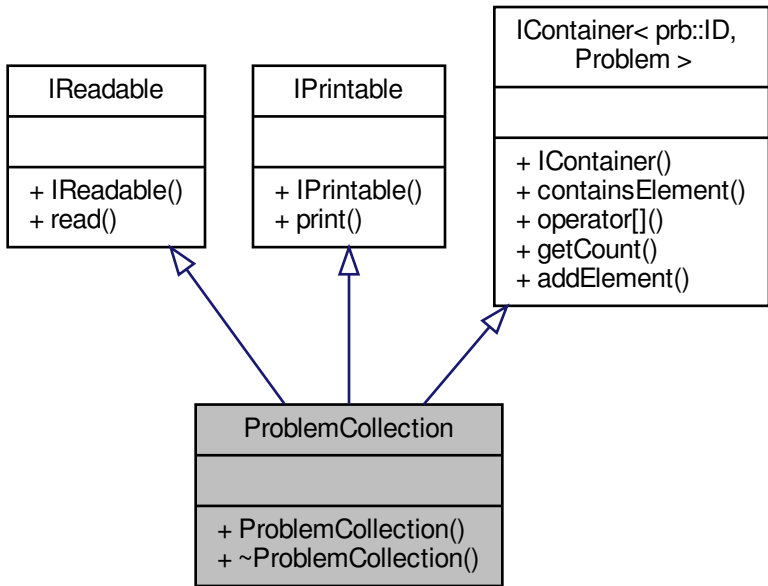 IReadable
+ IReadable()
+ read()
IPrintable
+ IPrintable()
+ print()
IContainer< prb::ID,
Problem >
+ IContainer()
+ containsElement()
+ operator[]()
+ getCount()
+ addElement()
ProblemCollection
+ ProblemCollection()
+ ~ProblemCollection()